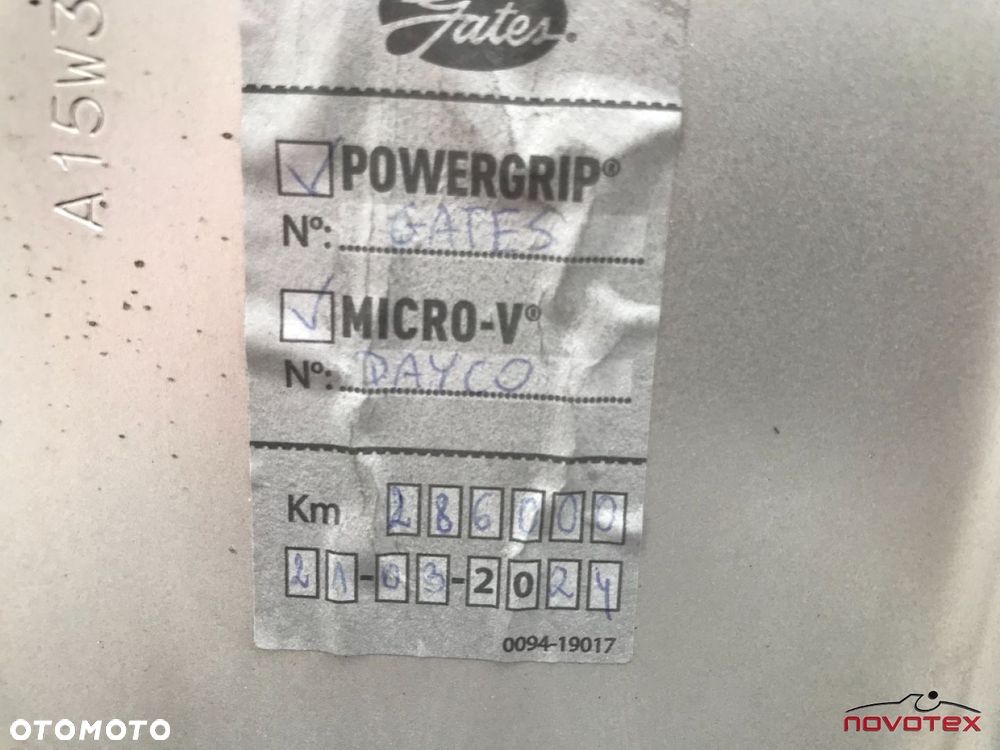 A15W3
Gates.
POWERGRIP®
Nº: GATES
MICRO-V®
Nº: DAYCO
Km 286000
21-03-2024
0094-19017
OTOMOTO
NOVOTEX